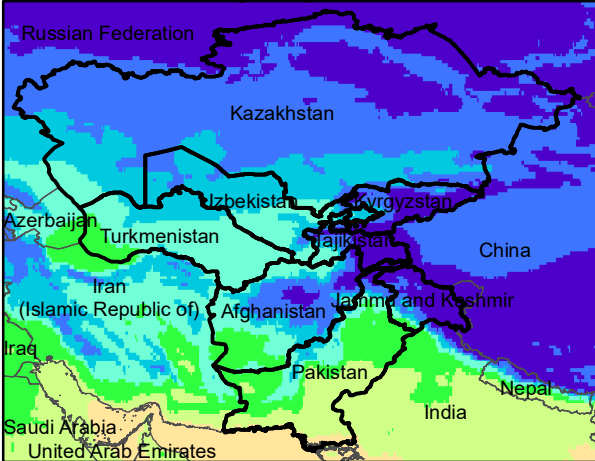 Russian Federation
Kazakhstan
Izbekistan
Kyrgyzstan
Azerbaijan
Turkmenistan
Tajikistan
China
Iran
(Islamic Republic of)
Afghanistan
Jammu and Kashmir
Iraq
Pakistan
Nepal
India
Saudi Arabia
United Arab Emirates